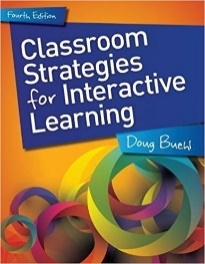 Fourth Edition
Classroom
Strategies
for Interactive
Learning
Doug Buehl